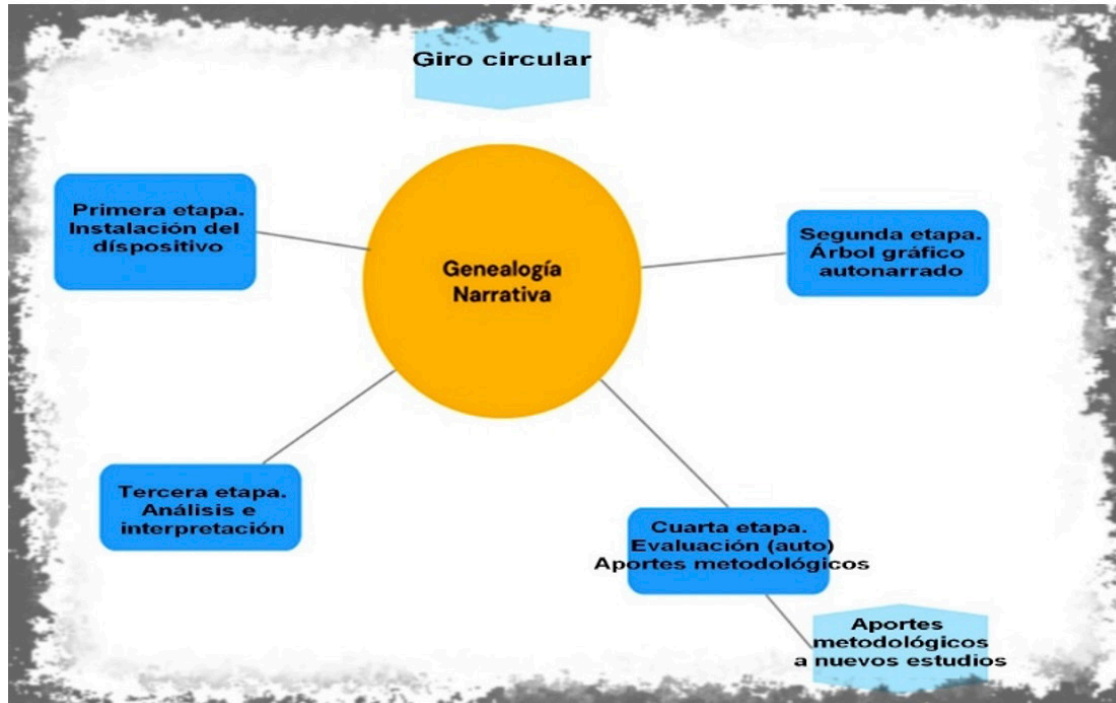 Giro circular
Primera etapa.
Instalación del
díspositivo
Segunda etapa.
Árbol gráfico
autonarrado
Genealogía
Narrativa
Tercera etapa.
Análisis e
interpretación
Cuarta etapa.
Evaluación (auto)
Aportes metodológicos
Aportes
metodológicos
a nuevos estudios